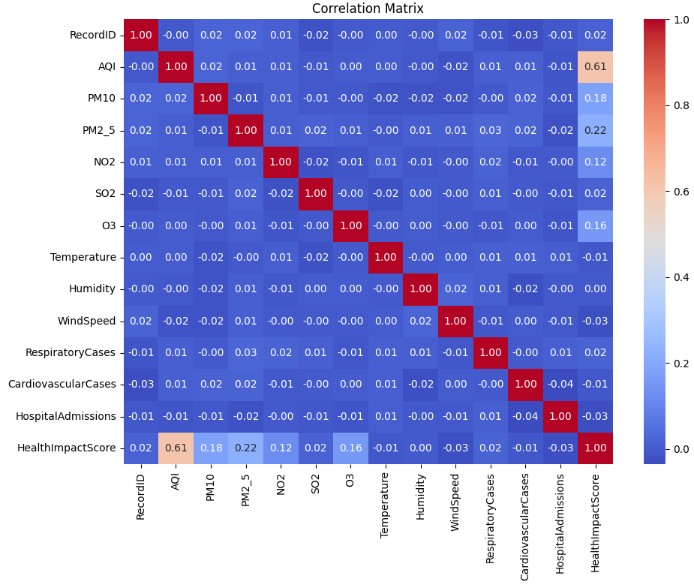 Correlation Matrix
RecordID 1.00 -0.00 0.02 0.02 0.01 -0.02 -0.00 0.00 -0.00 0.02 -0.01 -0.03 -0.01 0.02
AQI -0.00 1.00 0.02 0.01 0.01 -0.01 0.00 0.00 -0.00 -0.02 0.01 0.01 -0.01 0.61
PM10 0.02 0.02 1.00 -0.01 0.01 -0.01 -0.00 -0.02 -0.02 -0.02 -0.00 0.02 -0.01 0.18
PM2_5 0.02 0.01 -0.01 1.00 0.01 0.02 0.01 -0.00 0.01 0.01 0.03 0.02 -0.02 0.22
NO2 0.01 0.01 0.01 0.01 1.00 -0.02 -0.01 0.01 -0.01 -0.00 0.02 -0.01 -0.00 0.12
SO2 -0.02 -0.01 -0.01 0.02 -0.02 1.00 -0.00 -0.02 0.00 -0.00 0.01 -0.00 -0.01 0.02
O3 -0.00 0.00 -0.00 0.01 -0.01 -0.00 1.00 -0.00 0.00 -0.00 -0.01 0.00 -0.01 0.16
Temperature 0.00 0.00 -0.02 -0.00 0.01 -0.02 -0.00 1.00 -0.00 0.00 0.01 0.01 0.01 -0.01
Humidity -0.00 -0.00 -0.02 0.01 -0.01 0.00 0.00 -0.00 1.00 0.02 0.01 -0.02 -0.00 0.00
WindSpeed 0.02 -0.02 -0.02 0.01 -0.00 -0.00 -0.00 0.00 0.02 1.00 -0.01 0.00 -0.01 -0.03
RespiratoryCases -0.01 0.01 -0.00 0.03 0.02 0.01 -0.01 0.01 0.01 -0.01 1.00 -0.00 0.01 0.02
CardiovascularCases -0.03 0.01 0.02 0.02 -0.01 -0.00 0.00 0.01 -0.02 0.00 -0.00 1.00 -0.04 -0.01
HospitalAdmissions -0.01 -0.01 -0.01 -0.02 -0.00 -0.01 -0.01 0.01 -0.00 -0.01 0.01 -0.04 1.00 -0.03
HealthImpactScore 0.02 0.61 0.18 0.22 0.12 0.02 0.16 -0.01 0.00 -0.03 0.02 -0.01 -0.03 1.00
RecordID AQI PM10 PM2_5 NO2 SO2 O3 Temperature Humidity WindSpeed RespiratoryCases CardiovascularCases HospitalAdmissions HealthImpactScore
1.0
0.8
0.6
0.4
0.2
0.0